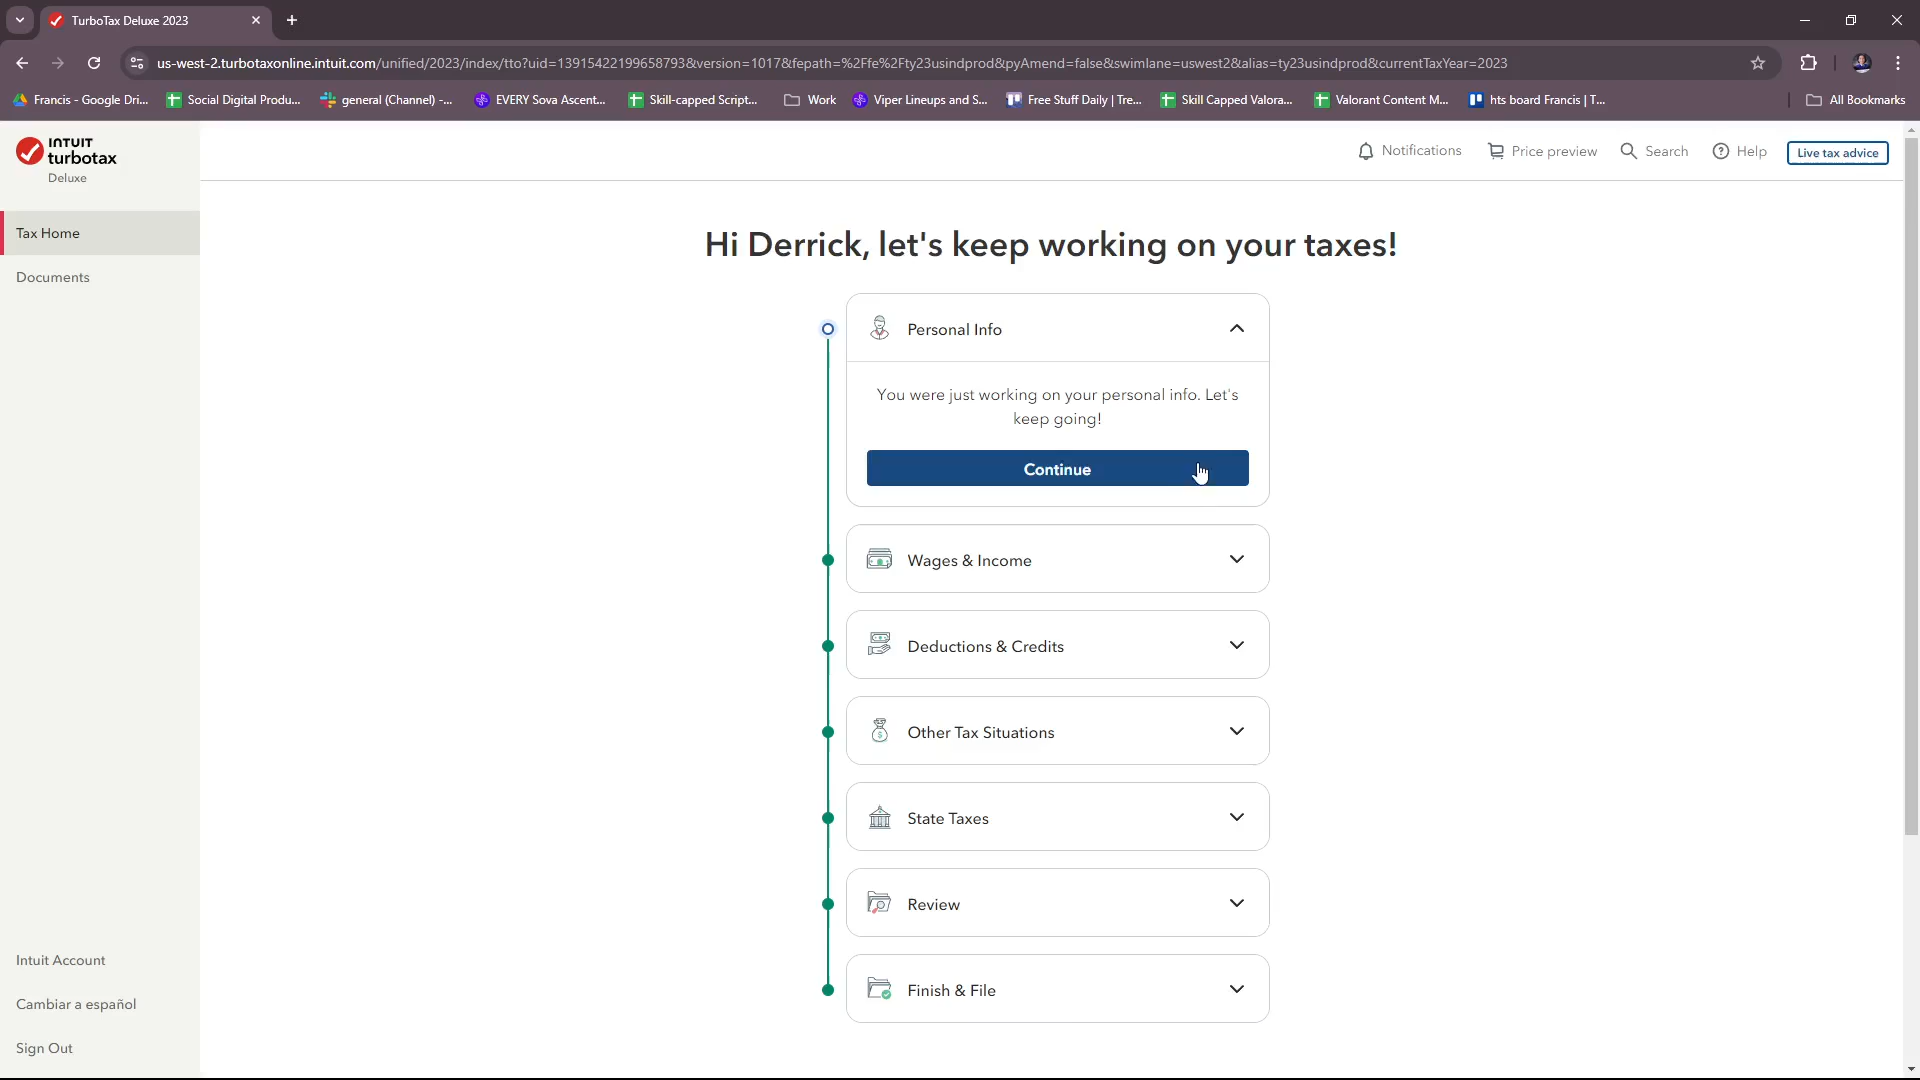 TurboTax Deluxe 2023
us-west-2.turbotaxonline.intuit.com/unified/2023/index/tto?uid=13915422199658793&version=1017&fepath=%2Ffe%2Fty23usindprod&pyAmend=false&swimlane=uswest2&alias=ty23usindprod&currentTaxYear=2023
Francis - Google Dri... Social Digital Produ... general (Channel) -... EVERY Sova Ascent... Skill-capped Script... Work Viper Lineups and S... Free Stuff Daily | Tre... Skill Capped Valora... Valorant Content M... hts board Francis | T... All Bookmarks
INTUIT
turbotax
Deluxe
Notifications Price preview Search Help Live tax advice
Tax Home
Documents
Hi Derrick, let's keep working on your taxes!
Personal Info
You were just working on your personal info. Let's
keep going!
Continue
Wages & Income
Deductions & Credits
Other Tax Situations
State Taxes
Review
Finish & File
Intuit Account
Cambiar a español
Sign Out